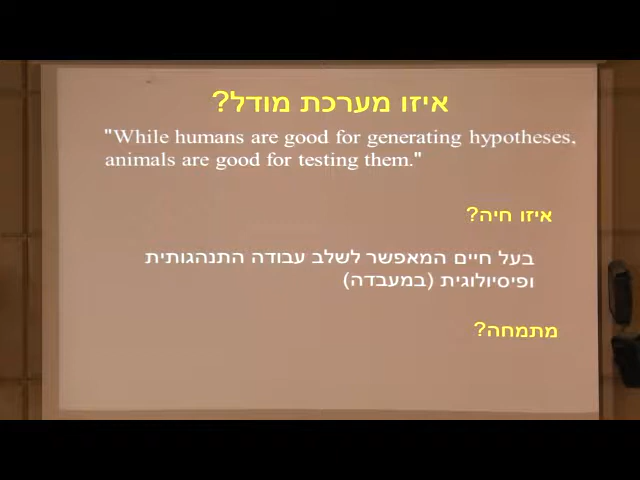 איזו מערכת מודל?
"While humans are good for generating hypotheses,
animals are good for testing them."
איזו חיה?
בעל חיים המאפשר לשלב עבודה התנהגותית
ופיסיולוגית (במעבדה)
מתמחה?